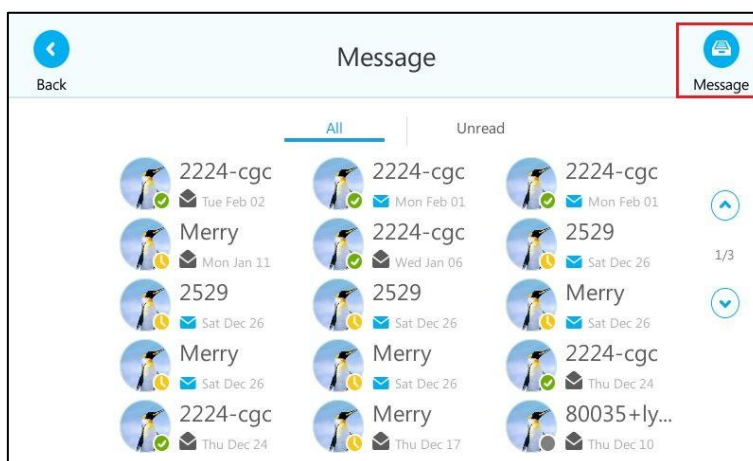 Message
Back
Message
All
Unread
2224-cgc
Tue Feb 02
2224-cgc
Mon Feb 01
2224-cgc
Mon Feb 01
Merry
Mon Jan 11
2224-cgc
Wed Jan 06
2529
Sat Dec 26
1/3
2529
Sat Dec 26
2529
Sat Dec 26
Merry
Sat Dec 26
Merry
Sat Dec 26
Merry
Sat Dec 26
2224-cgc
Thu Dec 24
2224-cgc
Thu Dec 24
Merry
Thu Dec 17
80035+ly...
Thu Dec 10